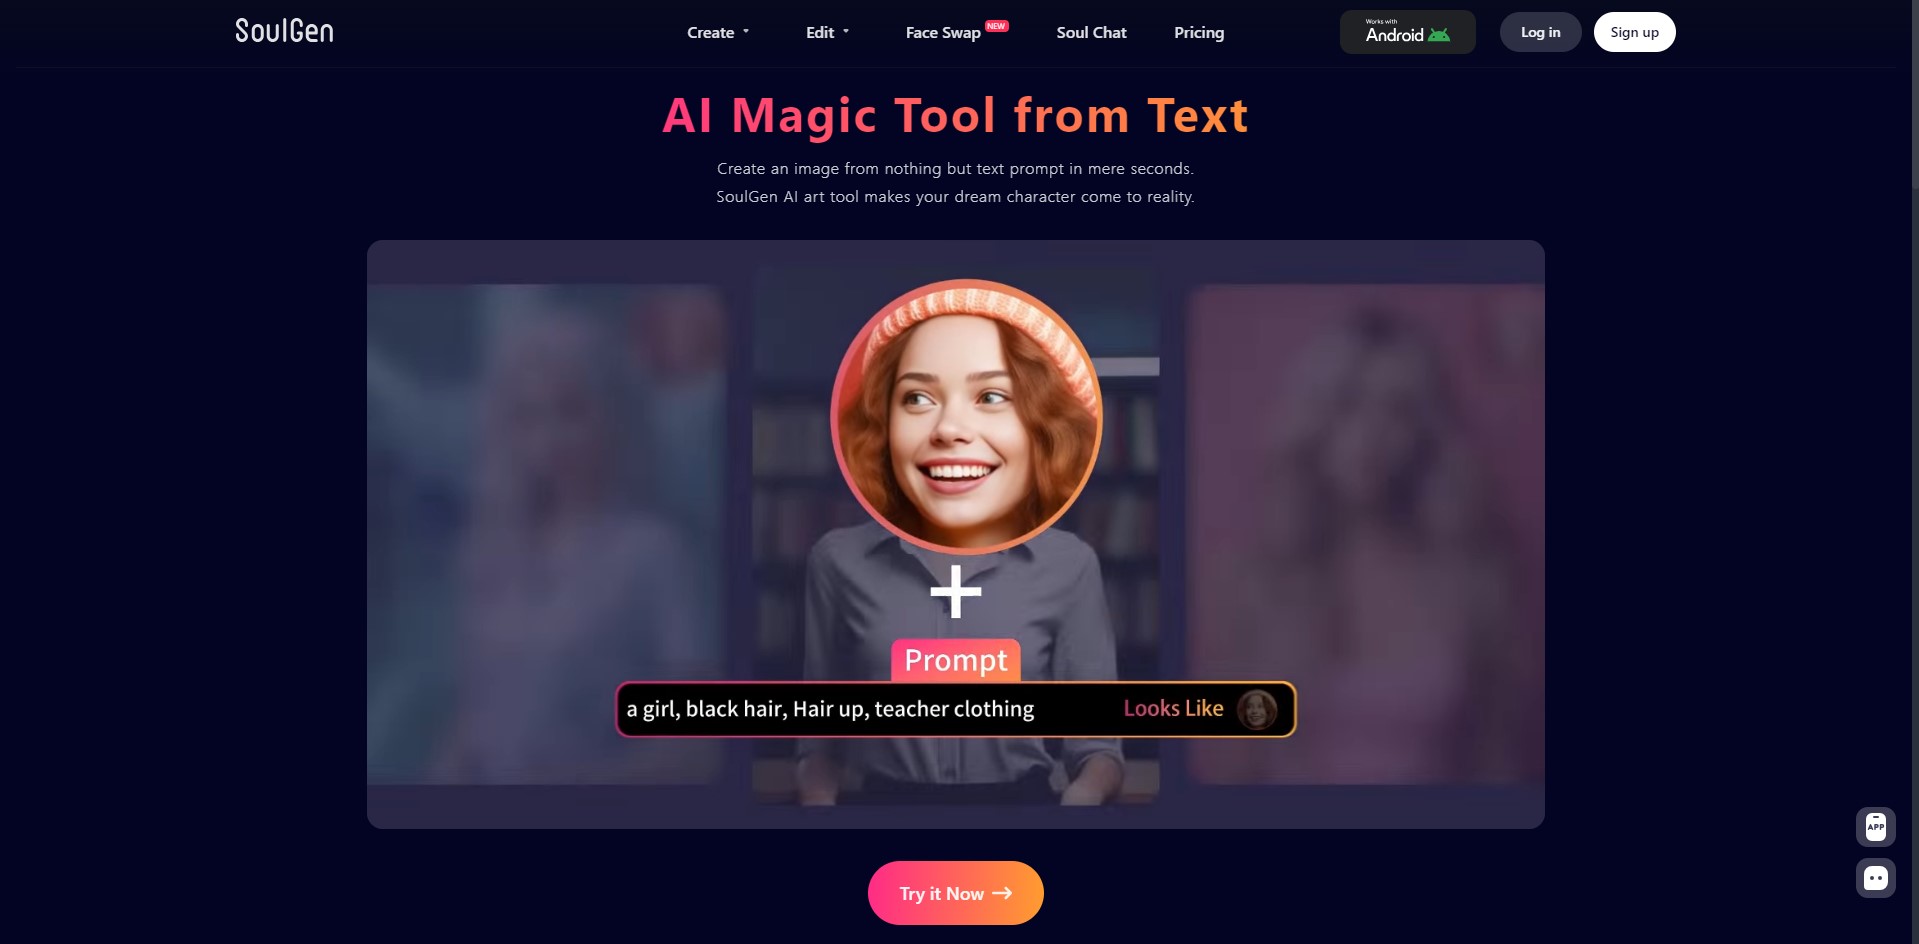 SoulGen
Create
Edit
Face Swap NEW
Soul Chat
Pricing
Works with
Android
Log in
Sign up
AI Magic Tool from Text
Create an image from nothing but text prompt in mere seconds.
SoulGen AI art tool makes your dream character come to reality.
+
Prompt
a girl, black hair, Hair up, teacher clothing Looks Like
APP
Try it Now →